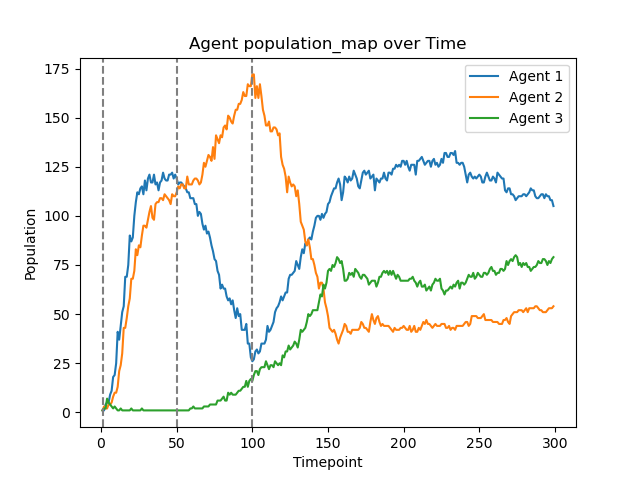 Agent population_map over Time
Population
175
150
125
100
75
50
25
0
Agent 1
Agent 2
Agent 3
0 50 100 150 200 250 300
Timepoint